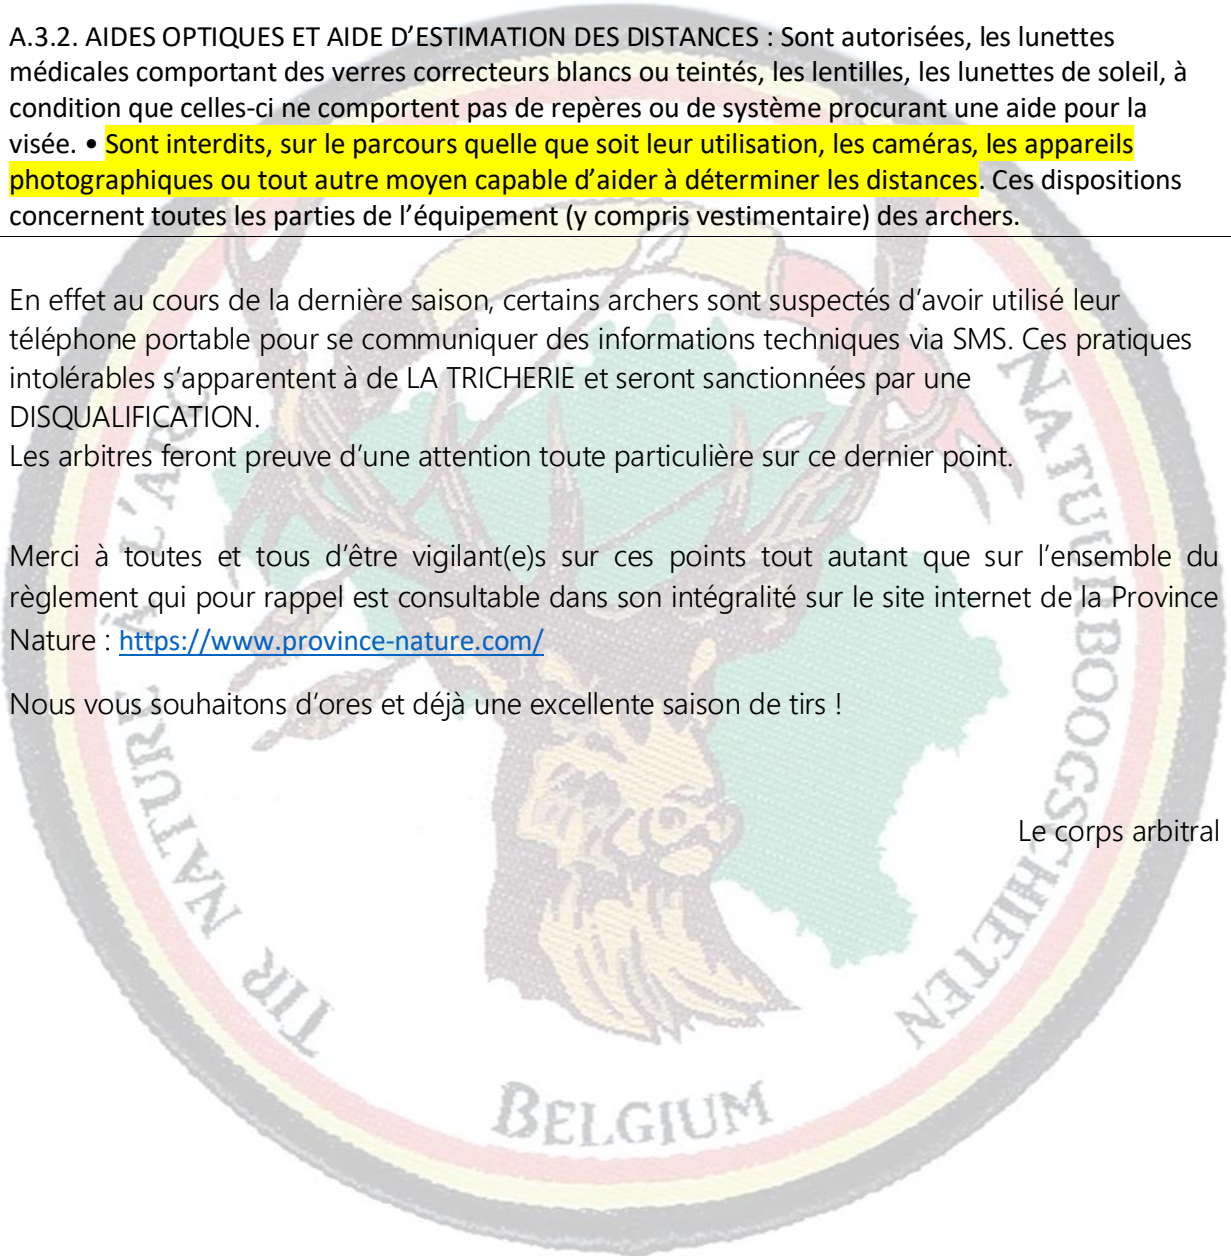 A.3.2. AIDES OPTIQUES ET AIDE D’ESTIMATION DES DISTANCES : Sont autorisées, les lunettes
médicales comportant des verres correcteurs blancs ou teintés, les lentilles, les lunettes de soleil, à
condition que celles-ci ne comportent pas de repères ou de système procurant une aide pour la
visée. • Sont interdits, sur le parcours quelle que soit leur utilisation, les caméras, les appareils
photographiques ou tout autre moyen capable d’aider à déterminer les distances. Ces dispositions
concernent toutes les parties de l’équipement (y compris vestimentaire) des archers.
En effet au cours de la dernière saison, certains archers sont suspectés d’avoir utilisé leur
téléphone portable pour se communiquer des informations techniques via SMS. Ces pratiques
intolérables s’apparentent à de LA TRICHERIE et seront sanctionnées par une
DISQUALIFICATION.
Les arbitres feront preuve d’une attention toute particulière sur ce dernier point.
Merci à toutes et tous d’être vigilant(e)s sur ces points tout autant que sur l’ensemble du
règlement qui pour rappel est consultable dans son intégralité sur le site internet de la Province
Nature : https://www.province-nature.com/
Nous vous souhaitons d’ores et déjà une excellente saison de tirs !
Le corps arbitral
TIR NATURE À L'ARC
NATUURBOOGSCHIETEN
BELGIUM